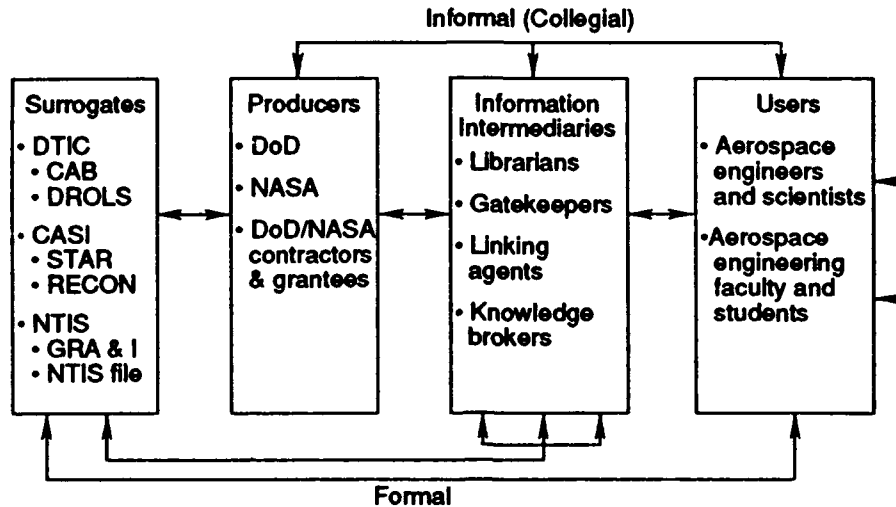 Informal (Collegial)
Surrogates
• DTIC
• CAB
• DROLS
• CASI
• STAR
• RECON
• NTIS
• GRA & I
• NTIS file
Producers
• DoD
• NASA
• DoD/NASA
contractors
& grantees
Information
Intermediaries
• Librarians
• Gatekeepers
• Linking
agents
• Knowledge
brokers
Users
• Aerospace
engineers
and scientists
• Aerospace
engineering
faculty and
students
Formal